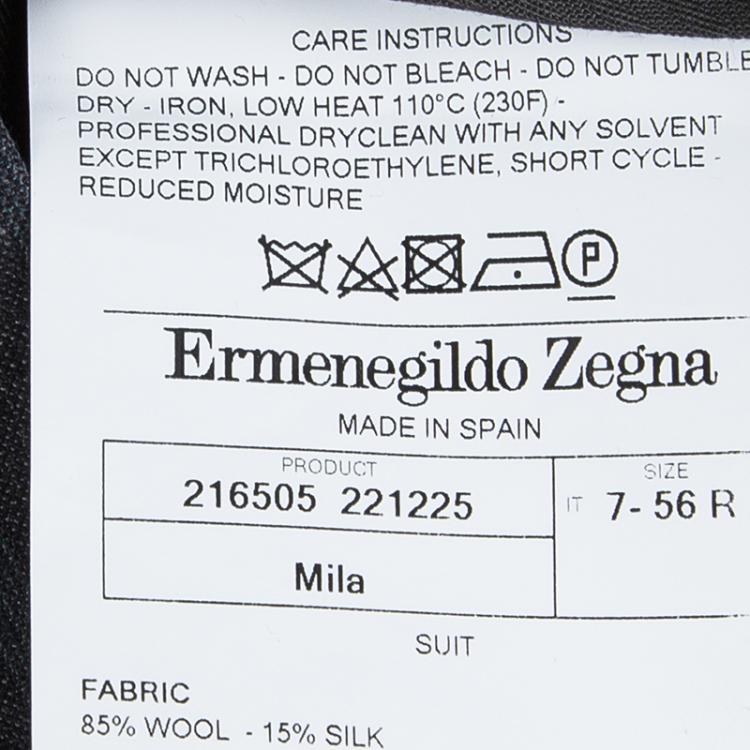 CARE INSTRUCTIONS
DO NOT WASH - DO NOT BLEACH - DO NOT TUMBLE
DRY - IRON, LOW HEAT 110°C (230F) -
PROFESSIONAL DRYCLEAN WITH ANY SOLVENT
EXCEPT TRICHLOROETHYLENE, SHORT CYCLE -
REDUCED MOISTURE
P
Ermenegildo Zegna
MADE IN SPAIN
PRODUCT
216505 221225
SIZE
IT 7- 56 R
Mila
SUIT
FABRIC
85% WOOL - 15% SILK